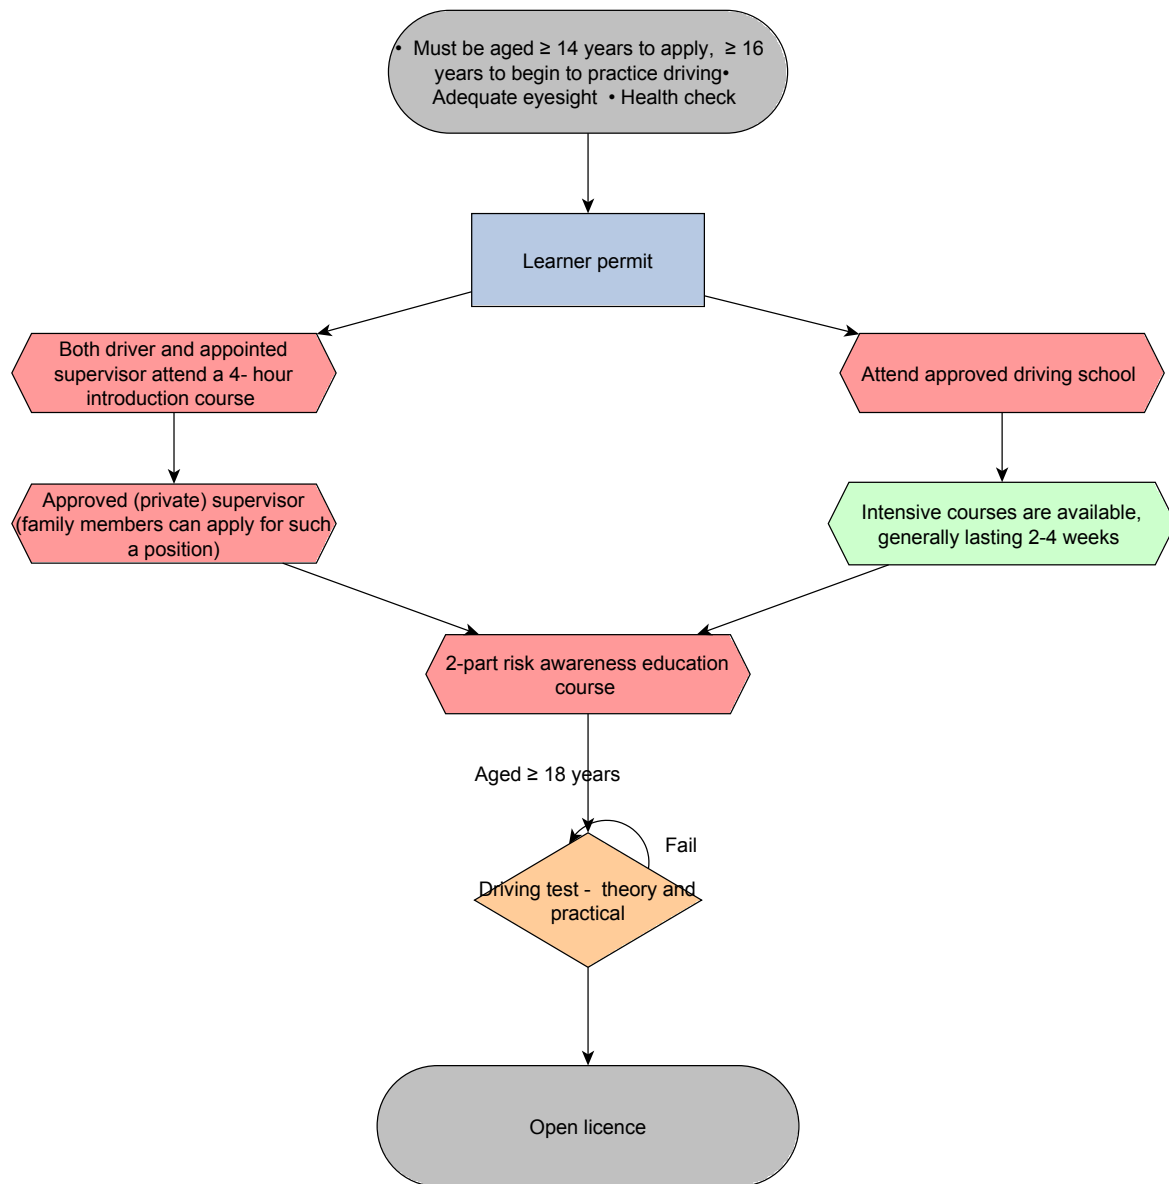 • Must be aged ≥ 14 years to apply, ≥ 16
years to begin to practice driving•
Adequate eyesight • Health check
Learner permit
Both driver and appointed
supervisor attend a 4- hour
introduction course
Attend approved driving school
Approved (private) supervisor
(family members can apply for such
a position)
Intensive courses are available,
generally lasting 2-4 weeks
2-part risk awareness education
course
Aged ≥ 18 years
Fail
Driving test - theory and
practical
Open licence